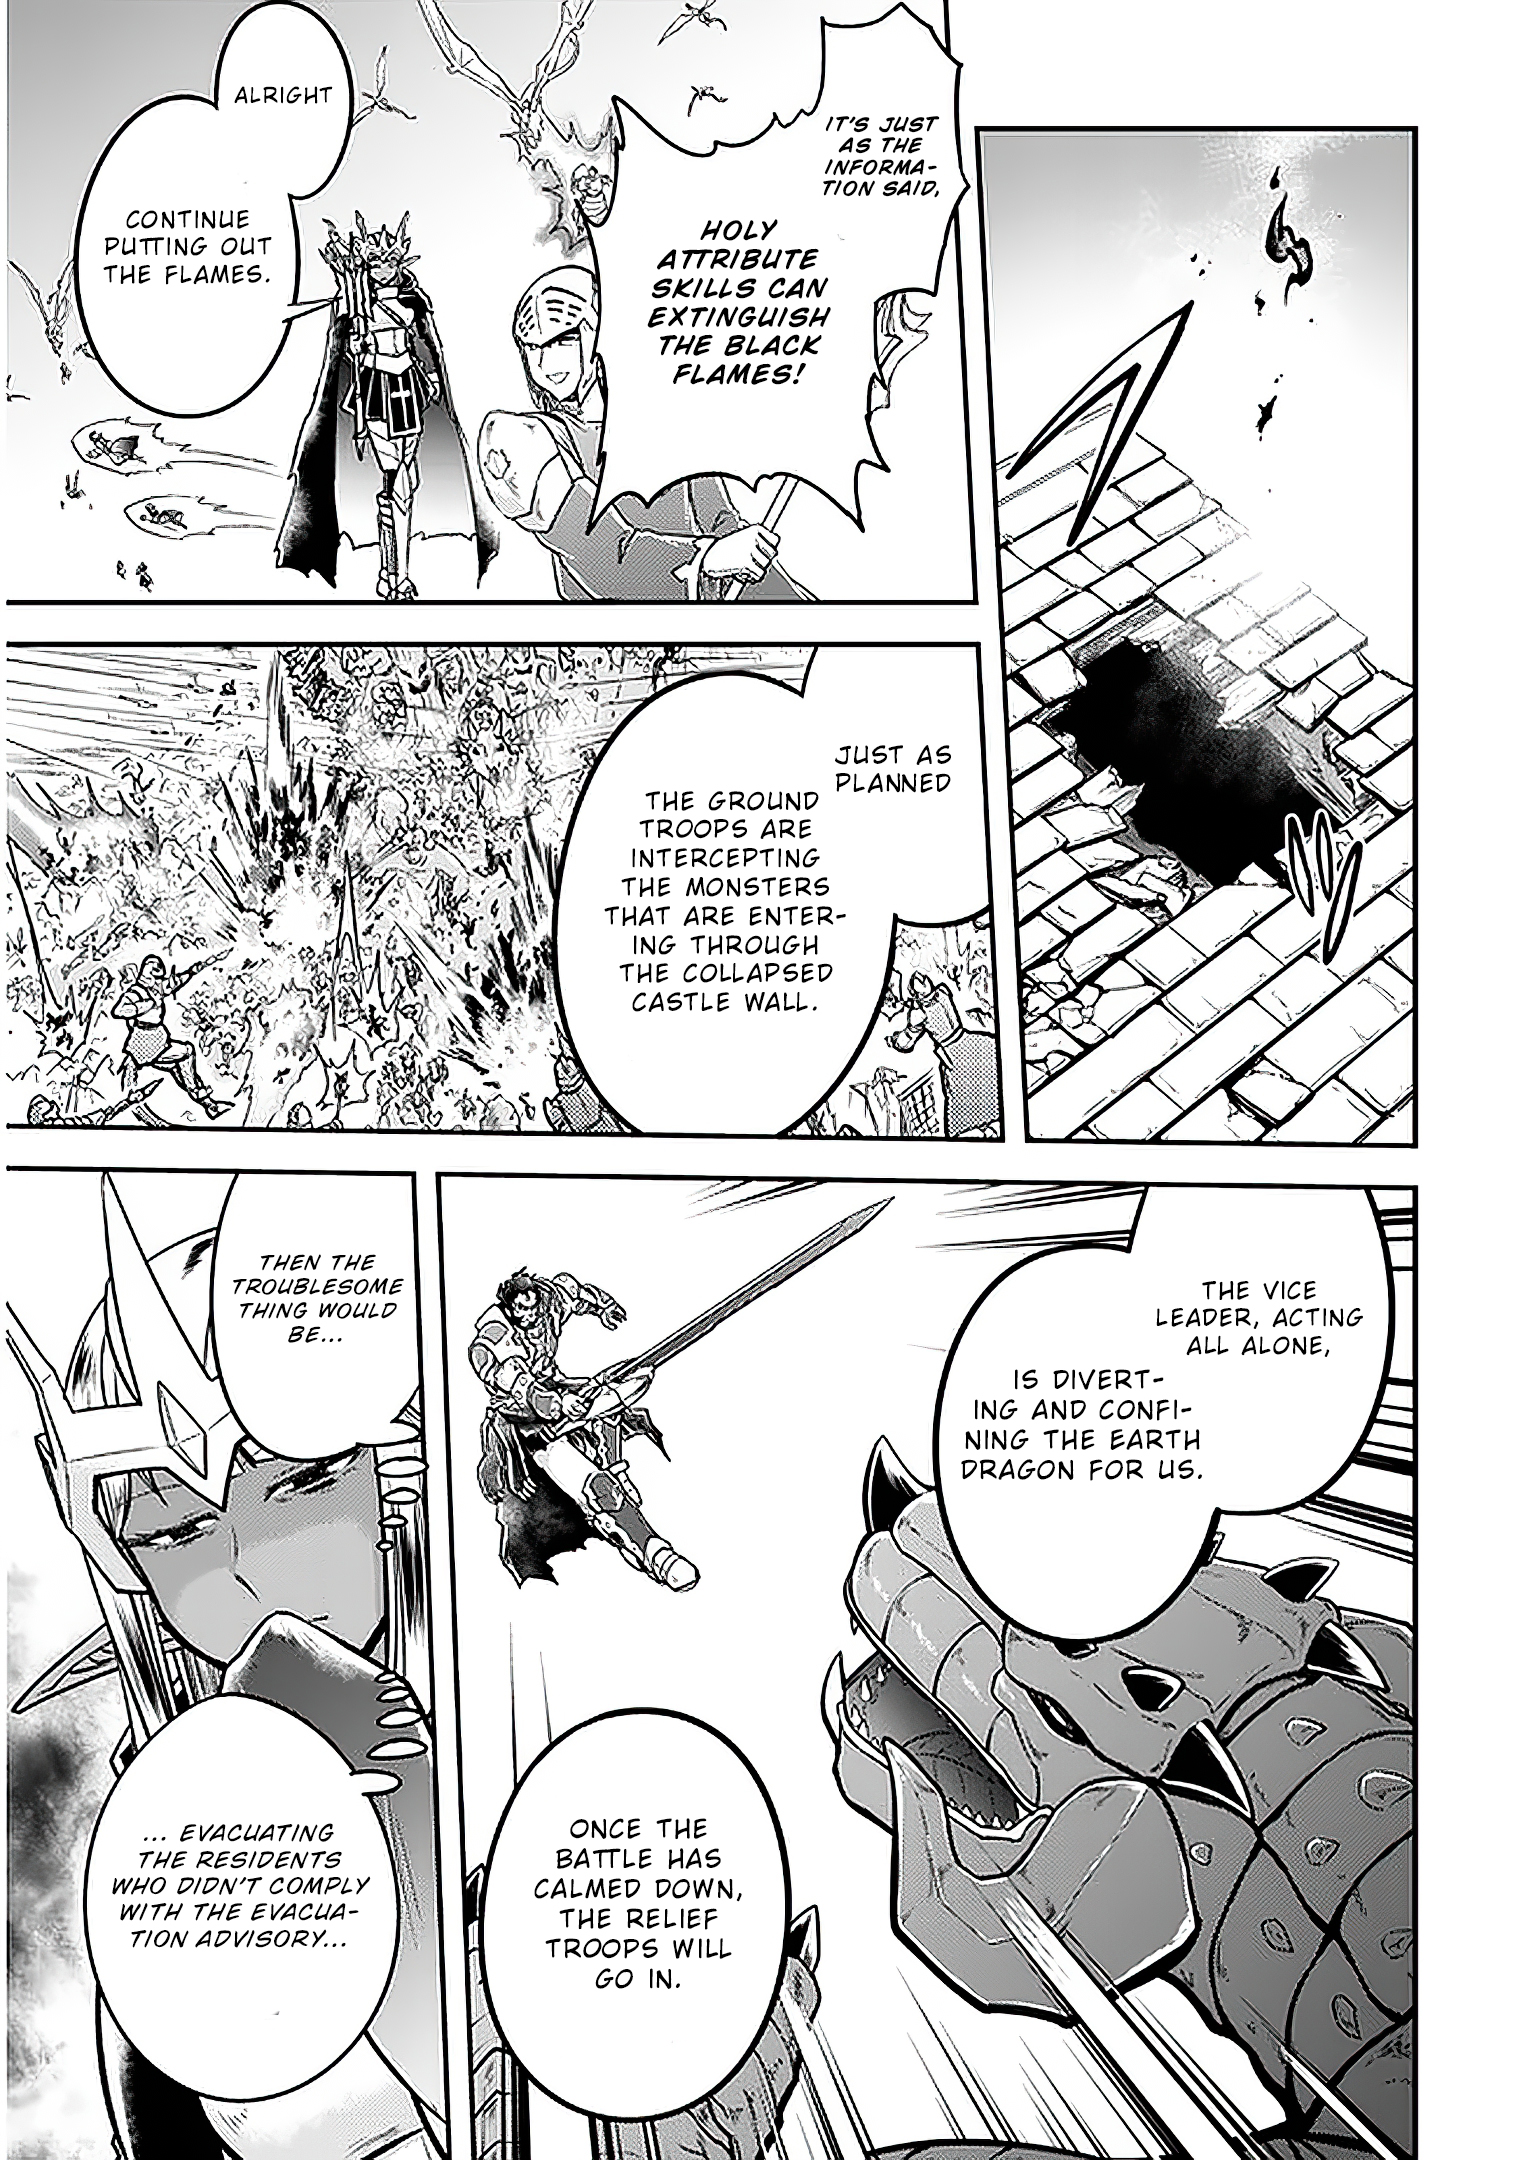 IT'S JUST
AS THE
INFORMA-
TION SAID,
HOLY
ATTRIBUTE
SKILLS CAN
EXTINGUISH
THE BLACK
FLAMES!
ALRIGHT
CONTINUE
PUTTING OUT
THE FLAMES.
JUST AS
PLANNED
THE GROUND
TROOPS ARE
INTERCEPTING
THE MONSTERS
THAT ARE ENTER-
ING THROUGH
THE COLLAPSED
CASTLE WALL.
THE VICE
LEADER, ACTING
ALL ALONE,
IS DIVERT-
ING AND CONFI-
NING THE EARTH
DRAGON FOR US.
ONCE THE
BATTLE HAS
CALMED DOWN,
THE RELIEF
TROOPS WILL
GO IN.
THEN THE
TROUBLESOME
THING WOULD
BE...
... EVACUATING
THE RESIDENTS
WHO DIDN'T COMPLY
WITH THE EVACUA-
TION ADVISORY...